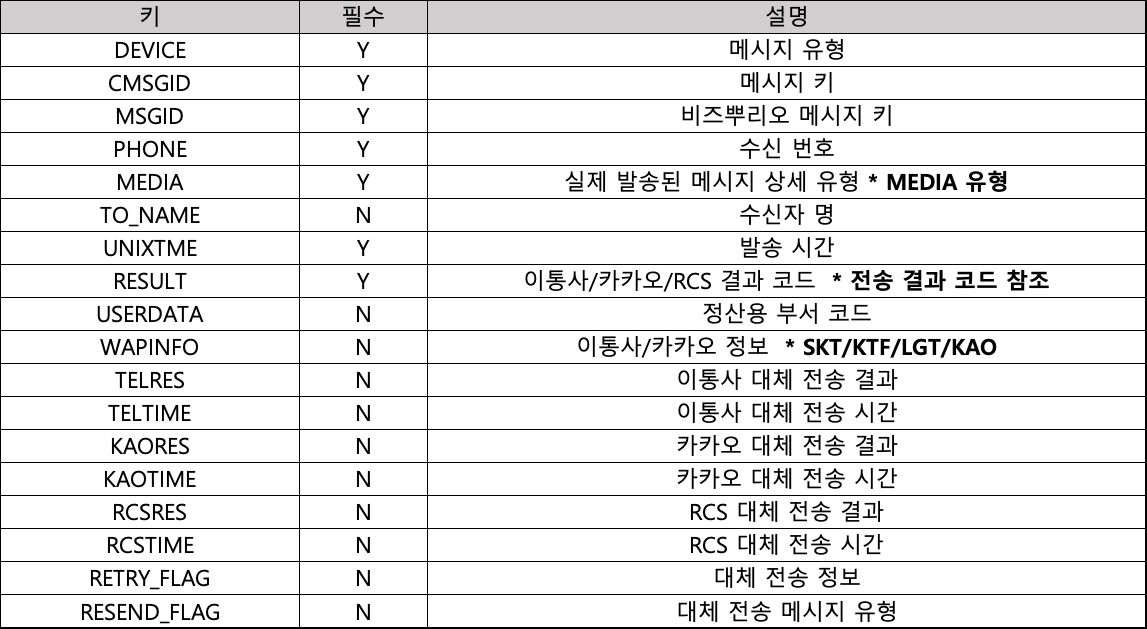 키 필수 설명
DEVICE Y 메시지 유형
CMSGID Y 메시지 키
MSGID Y 비즈뿌리오 메시지 키
PHONE Y 수신 번호
MEDIA Y 실제 발송된 메시지 상세 유형 * MEDIA 유형
TO_NAME N 수신자 명
UNIXTME Y 발송 시간
RESULT Y 이통사/카카오/RCS 결과 코드 * 전송 결과 코드 참조
USERDATA N 정산용 부서 코드
WAPINFO N 이통사/카카오 정보 * SKT/KTF/LGT/KAO
TELRES N 이통사 대체 전송 결과
TELTIME N 이통사 대체 전송 시간
KAORES N 카카오 대체 전송 결과
KAOTIME N 카카오 대체 전송 시간
RCSRES N RCS 대체 전송 결과
RCSTIME N RCS 대체 전송 시간
RETRY_FLAG N 대체 전송 정보
RESEND_FLAG N 대체 전송 메시지 유형